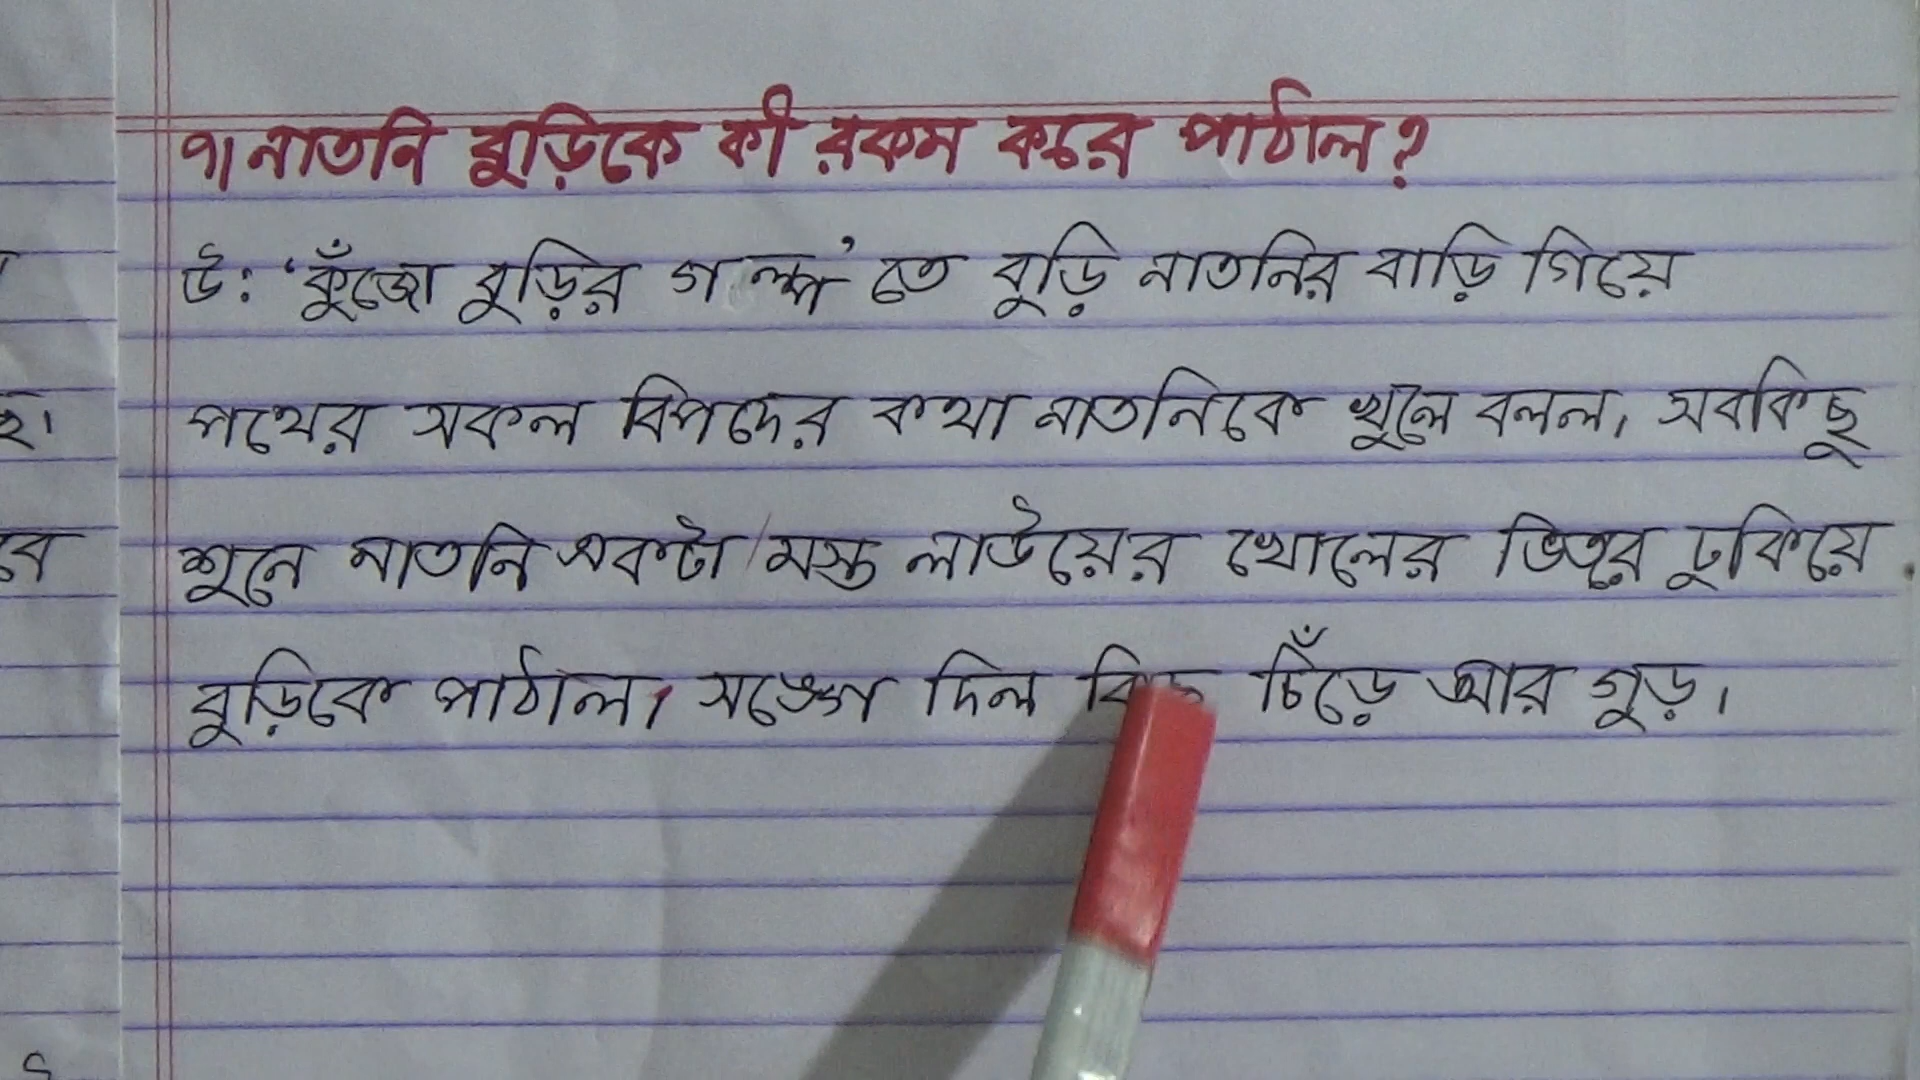 ৭। নাতনি বুড়িকে কী রকম করে পাঠাল?
উ: 'কুঁজো বুড়ির গল্প' তে বুড়ি নাতনির বাড়ি গিয়ে
পথের সকল বিপদের কথা নাতনিকে খুলে বলল। সবকিছু
শুনে নাতনি একটা মস্ত লাউয়ের খোলের ভিতরে ঢুকিয়ে
বুড়িকে পাঠাল। সঙ্গে দিল চিঁড়ে আর গুড়।